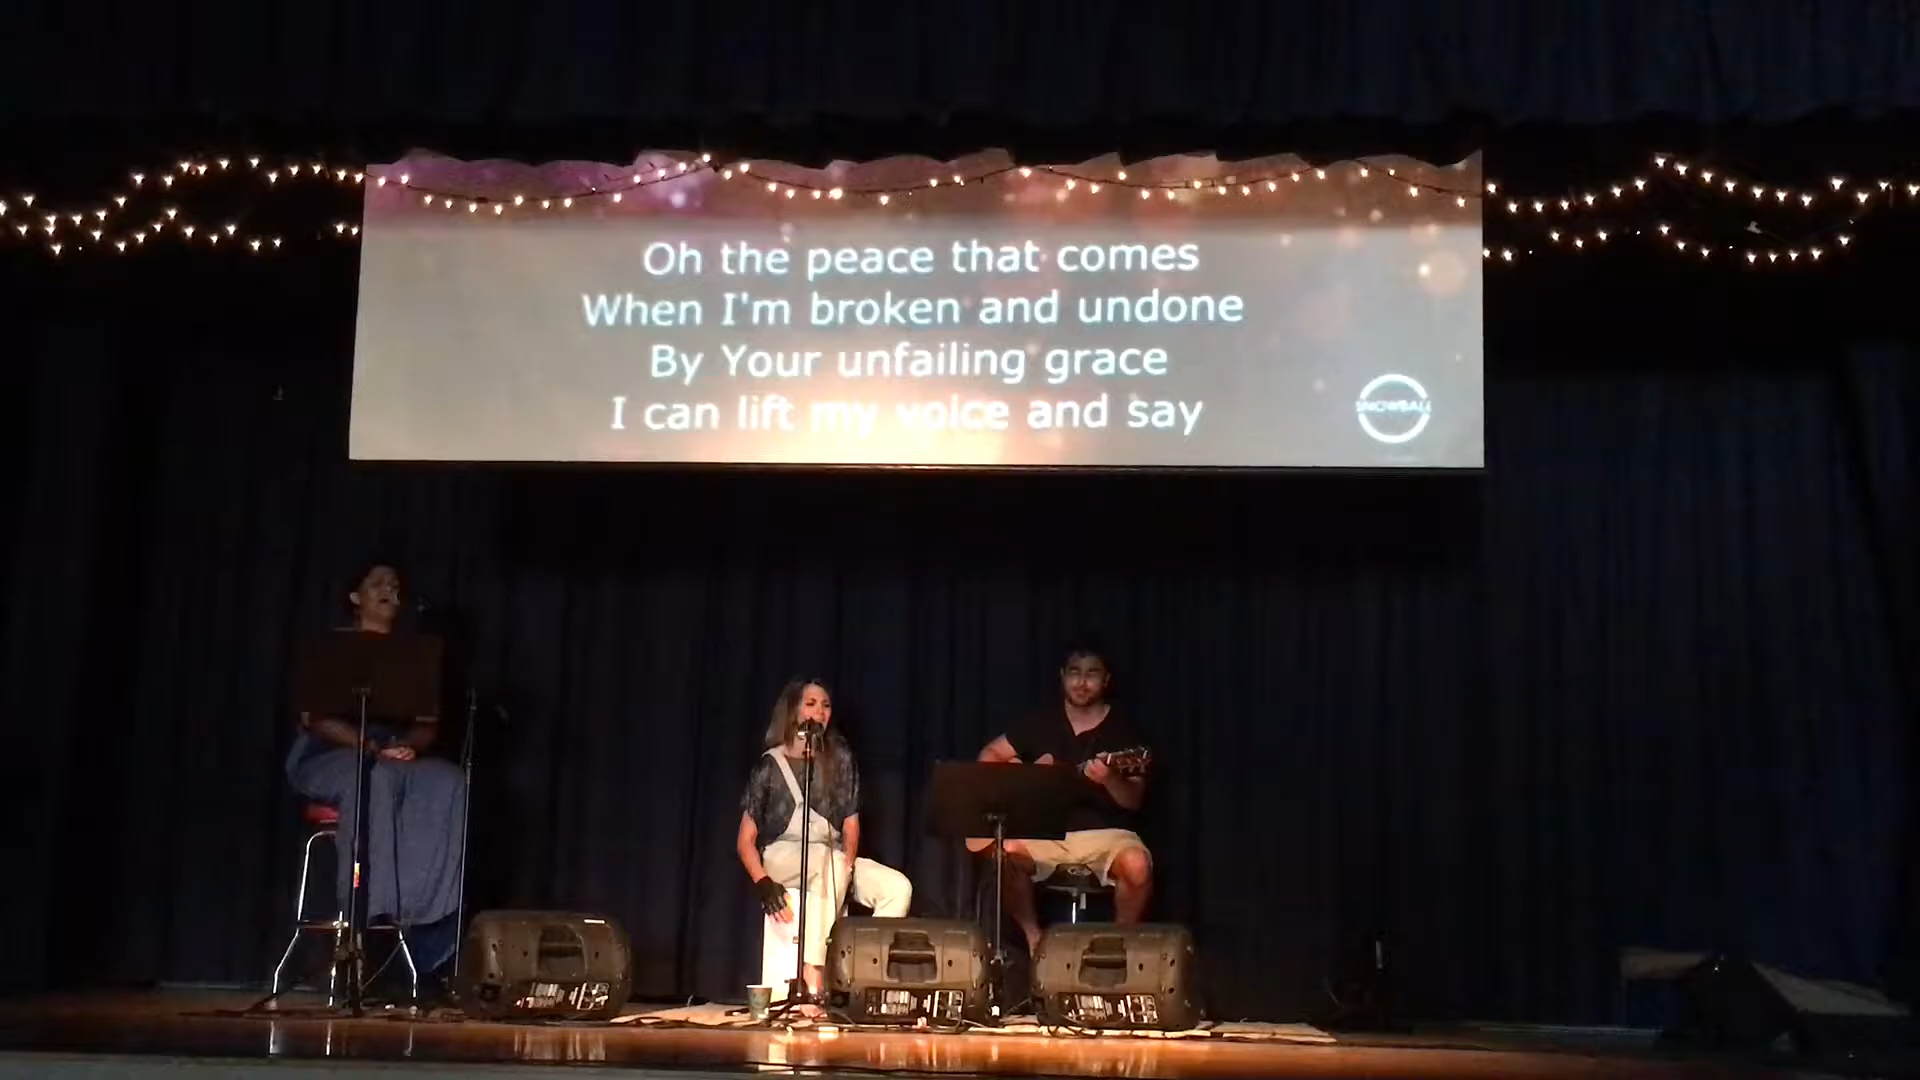 Oh the peace that comes
When I'm broken and undone
By Your unfailing grace
I can lift my voice and say
SNOWBALL